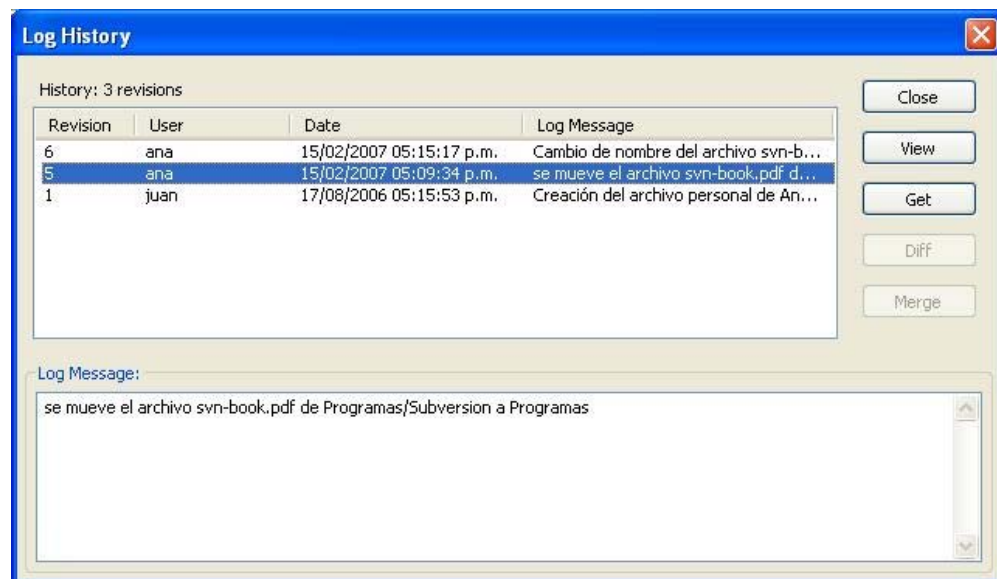 Log History
History: 3 revisions
Revision User Date Log Message
6 ana 15/02/2007 05:15:17 p.m. Cambio de nombre del archivo svn-b...
5 ana 15/02/2007 05:09:34 p.m. se mueve el archivo svn-book.pdf d...
1 juan 17/08/2006 05:15:53 p.m. Creación del archivo personal de An...
Close
View
Get
Diff
Merge
Log Message:
se mueve el archivo svn-book.pdf de Programas/Subversion a Programas